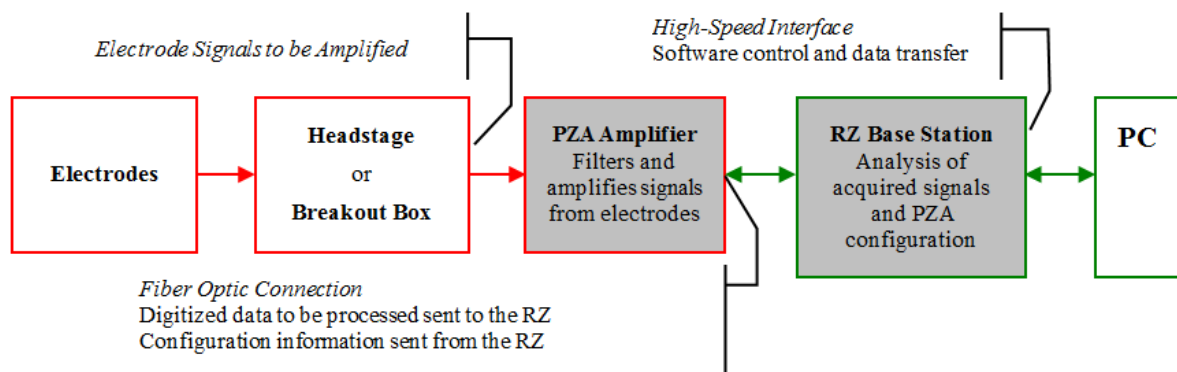 Electrode Signals to be Amplified
High-Speed Interface
Software control and data transfer
Electrodes
Headstage
or
Breakout Box
PZA Amplifier
Filters and
amplifies signals
from electrodes
RZ Base Station
Analysis of
acquired signals
and PZA
configuration
PC
Fiber Optic Connection
Digitized data to be processed sent to the RZ
Configuration information sent from the RZ